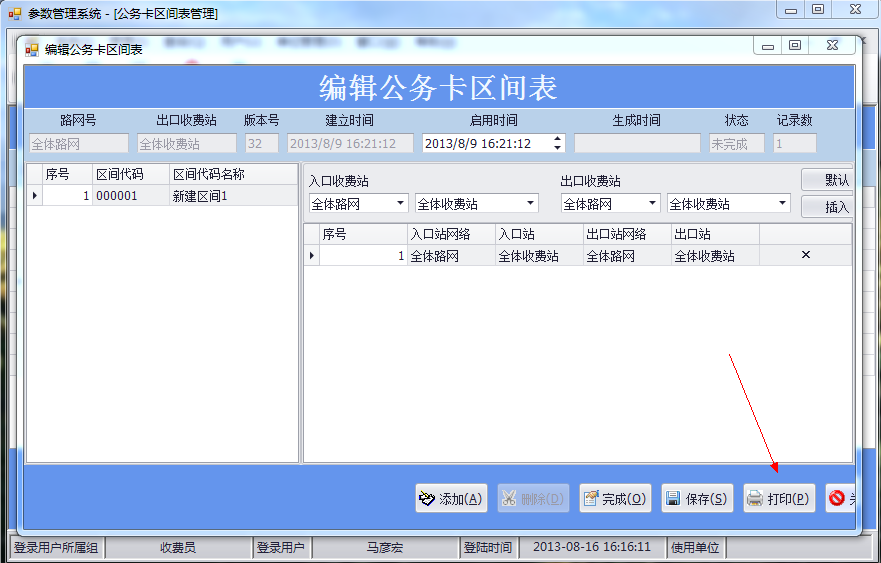 参数管理系统 - [公务卡区间表管理]
编辑公务卡区间表
编辑公务卡区间表
路网号 出口收费站 版本号 建立时间 启用时间 生成时间 状态 记录数
全体路网 全体收费站 32 2013/8/9 16:21:12 2013/8/9 16:21:12 未完成 1
序号 区间代码 区间代码名称
1 000001 新建区间1
入口收费站 出口收费站 默认
全体路网 全体收费站 全体路网 全体收费站 插入
序号 入口站网络 入口站 出口站网络 出口站
1 全体路网 全体收费站 全体路网 全体收费站 ×
添加(A) 删除(D) 完成(O) 保存(S) 打印(P)
登录用户所属组 收费员 登录用户 马彦宏 登陆时间 2013-08-16 16:16:11 使用单位